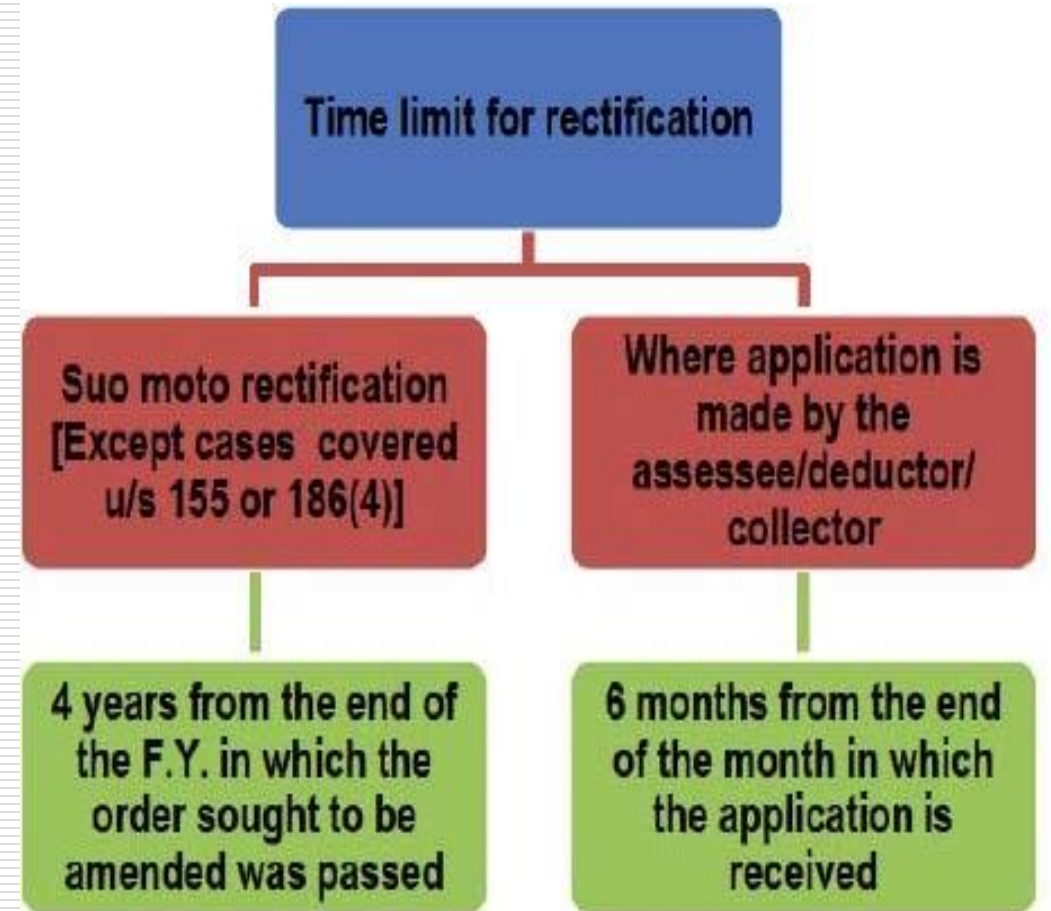 Time limit for rectification
Suo moto rectification
[Except cases covered
u/s 155 or 186(4)]
Where application is
made by the
assessee/deductor/
collector
4 years from the end of
the F.Y. in which the
order sought to be
amended was passed
6 months from the end
of the month in which
the application is
received